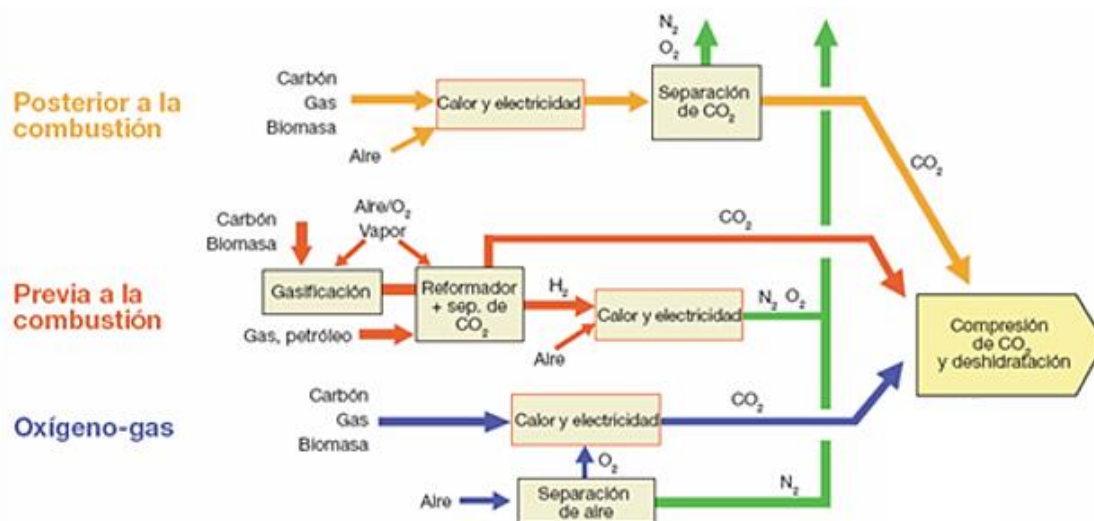 N₂
O₂
Posterior a la
combustión
Carbón
Gas
Biomasa
Aire
Calor y electricidad
Separación
de CO₂
CO₂
Previa a la
combustión
Carbón
Biomasa
Aire/O₂
Vapor
Gasificación
Gas, petróleo
Reformador
+ sep. de
CO₂
CO₂
H₂
Aire
Calor y electricidad
N₂ O₂
Compresión
de CO₂
y deshidratación
Oxígeno-gas
Carbón
Gas
Biomasa
Calor y electricidad
CO₂
O₂
Aire
Separación
de aire
N₂